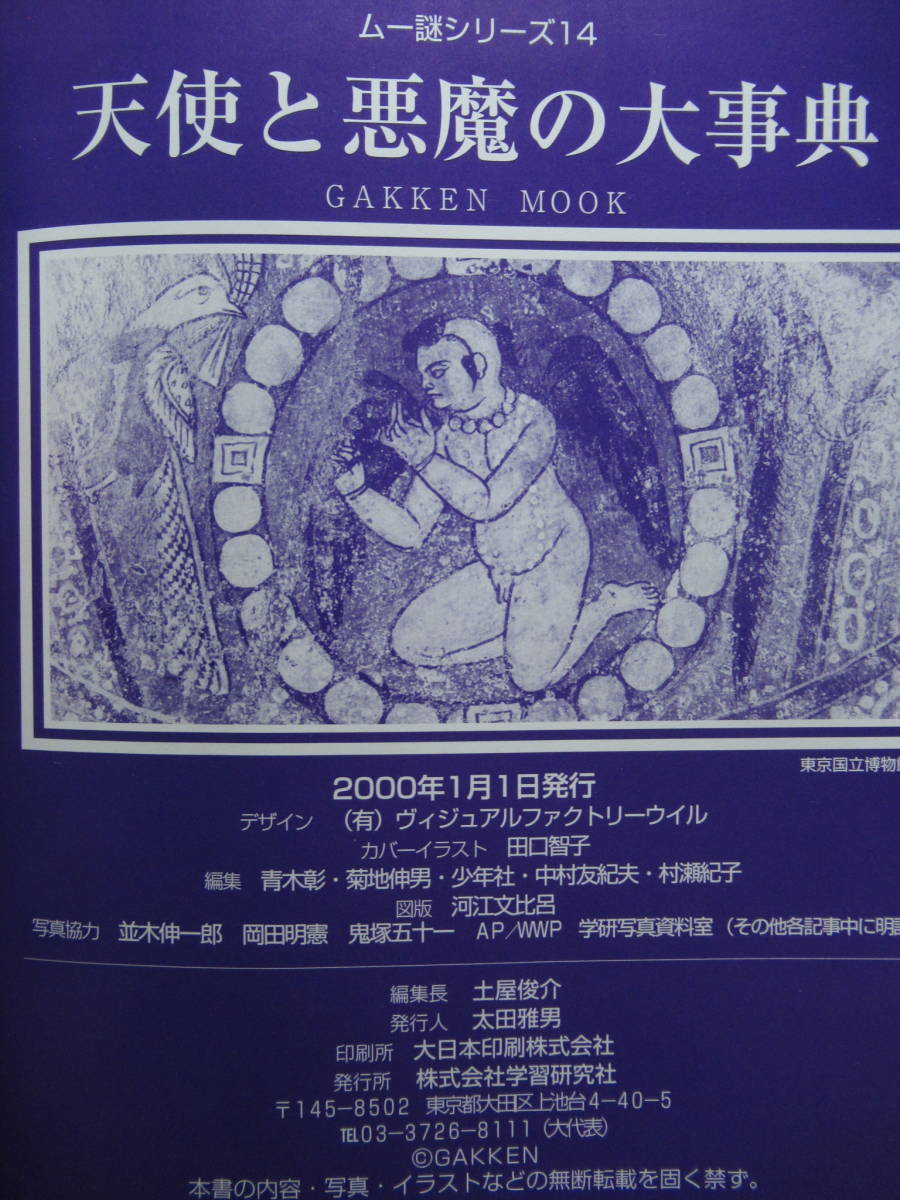 ムー謎シリーズ14
天使と悪魔の大事典
GAKKEN MOOK
東京国立博物館
2000年1月1日発行
デザイン （有）ヴィジュアルファクトリーウイル
カバーイラスト 田口智子
編集 青木彰・菊地伸男・少年社・中村友紀夫・村瀬紀子
図版 河江文比呂
写真協力 並木伸一郎 岡田明憲 鬼塚五十一 AP/WWP 学研写真資料室（その他各記事中に明記
編集長 土屋俊介
発行人 太田雅男
印刷所 大日本印刷株式会社
発行所 株式会社学習研究社
〒145-8502 東京都大田区上池台4-40-5
℡03-3726-8111（大代表）
©GAKKEN
本書の内容・写真・イラストなどの無断転載を固く禁ず。